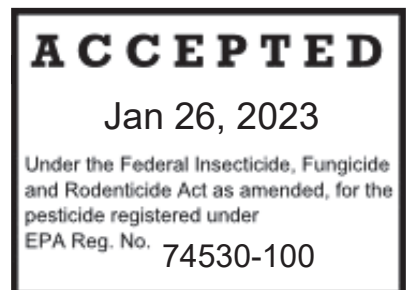 ACCEPTED
Jan 26, 2023
Under the Federal Insecticide, Fungicide
and Rodenticide Act as amended, for the
pesticide registered under
EPA Reg. No. 74530-100